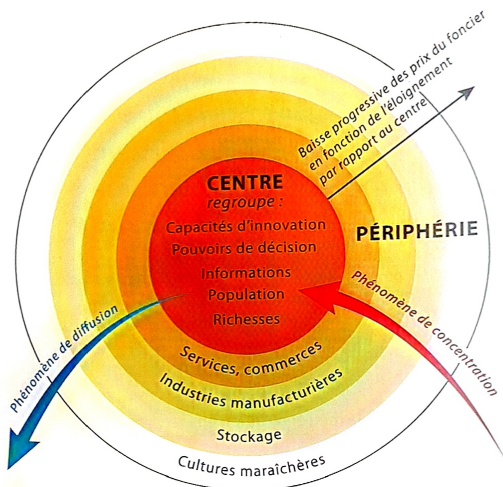 Baisse progressive des prix du foncier
en fonction de l'éloignement
par rapport au centre
CENTRE
regroupe :
Capacités d'innovation
Pouvoirs de décision
Informations
Population
Richesses
PÉRIPHÉRIE
Phénomène de diffusion
Phénomène de concentration
Services, commerces
Industries manufacturières
Stockage
Cultures maraîchères